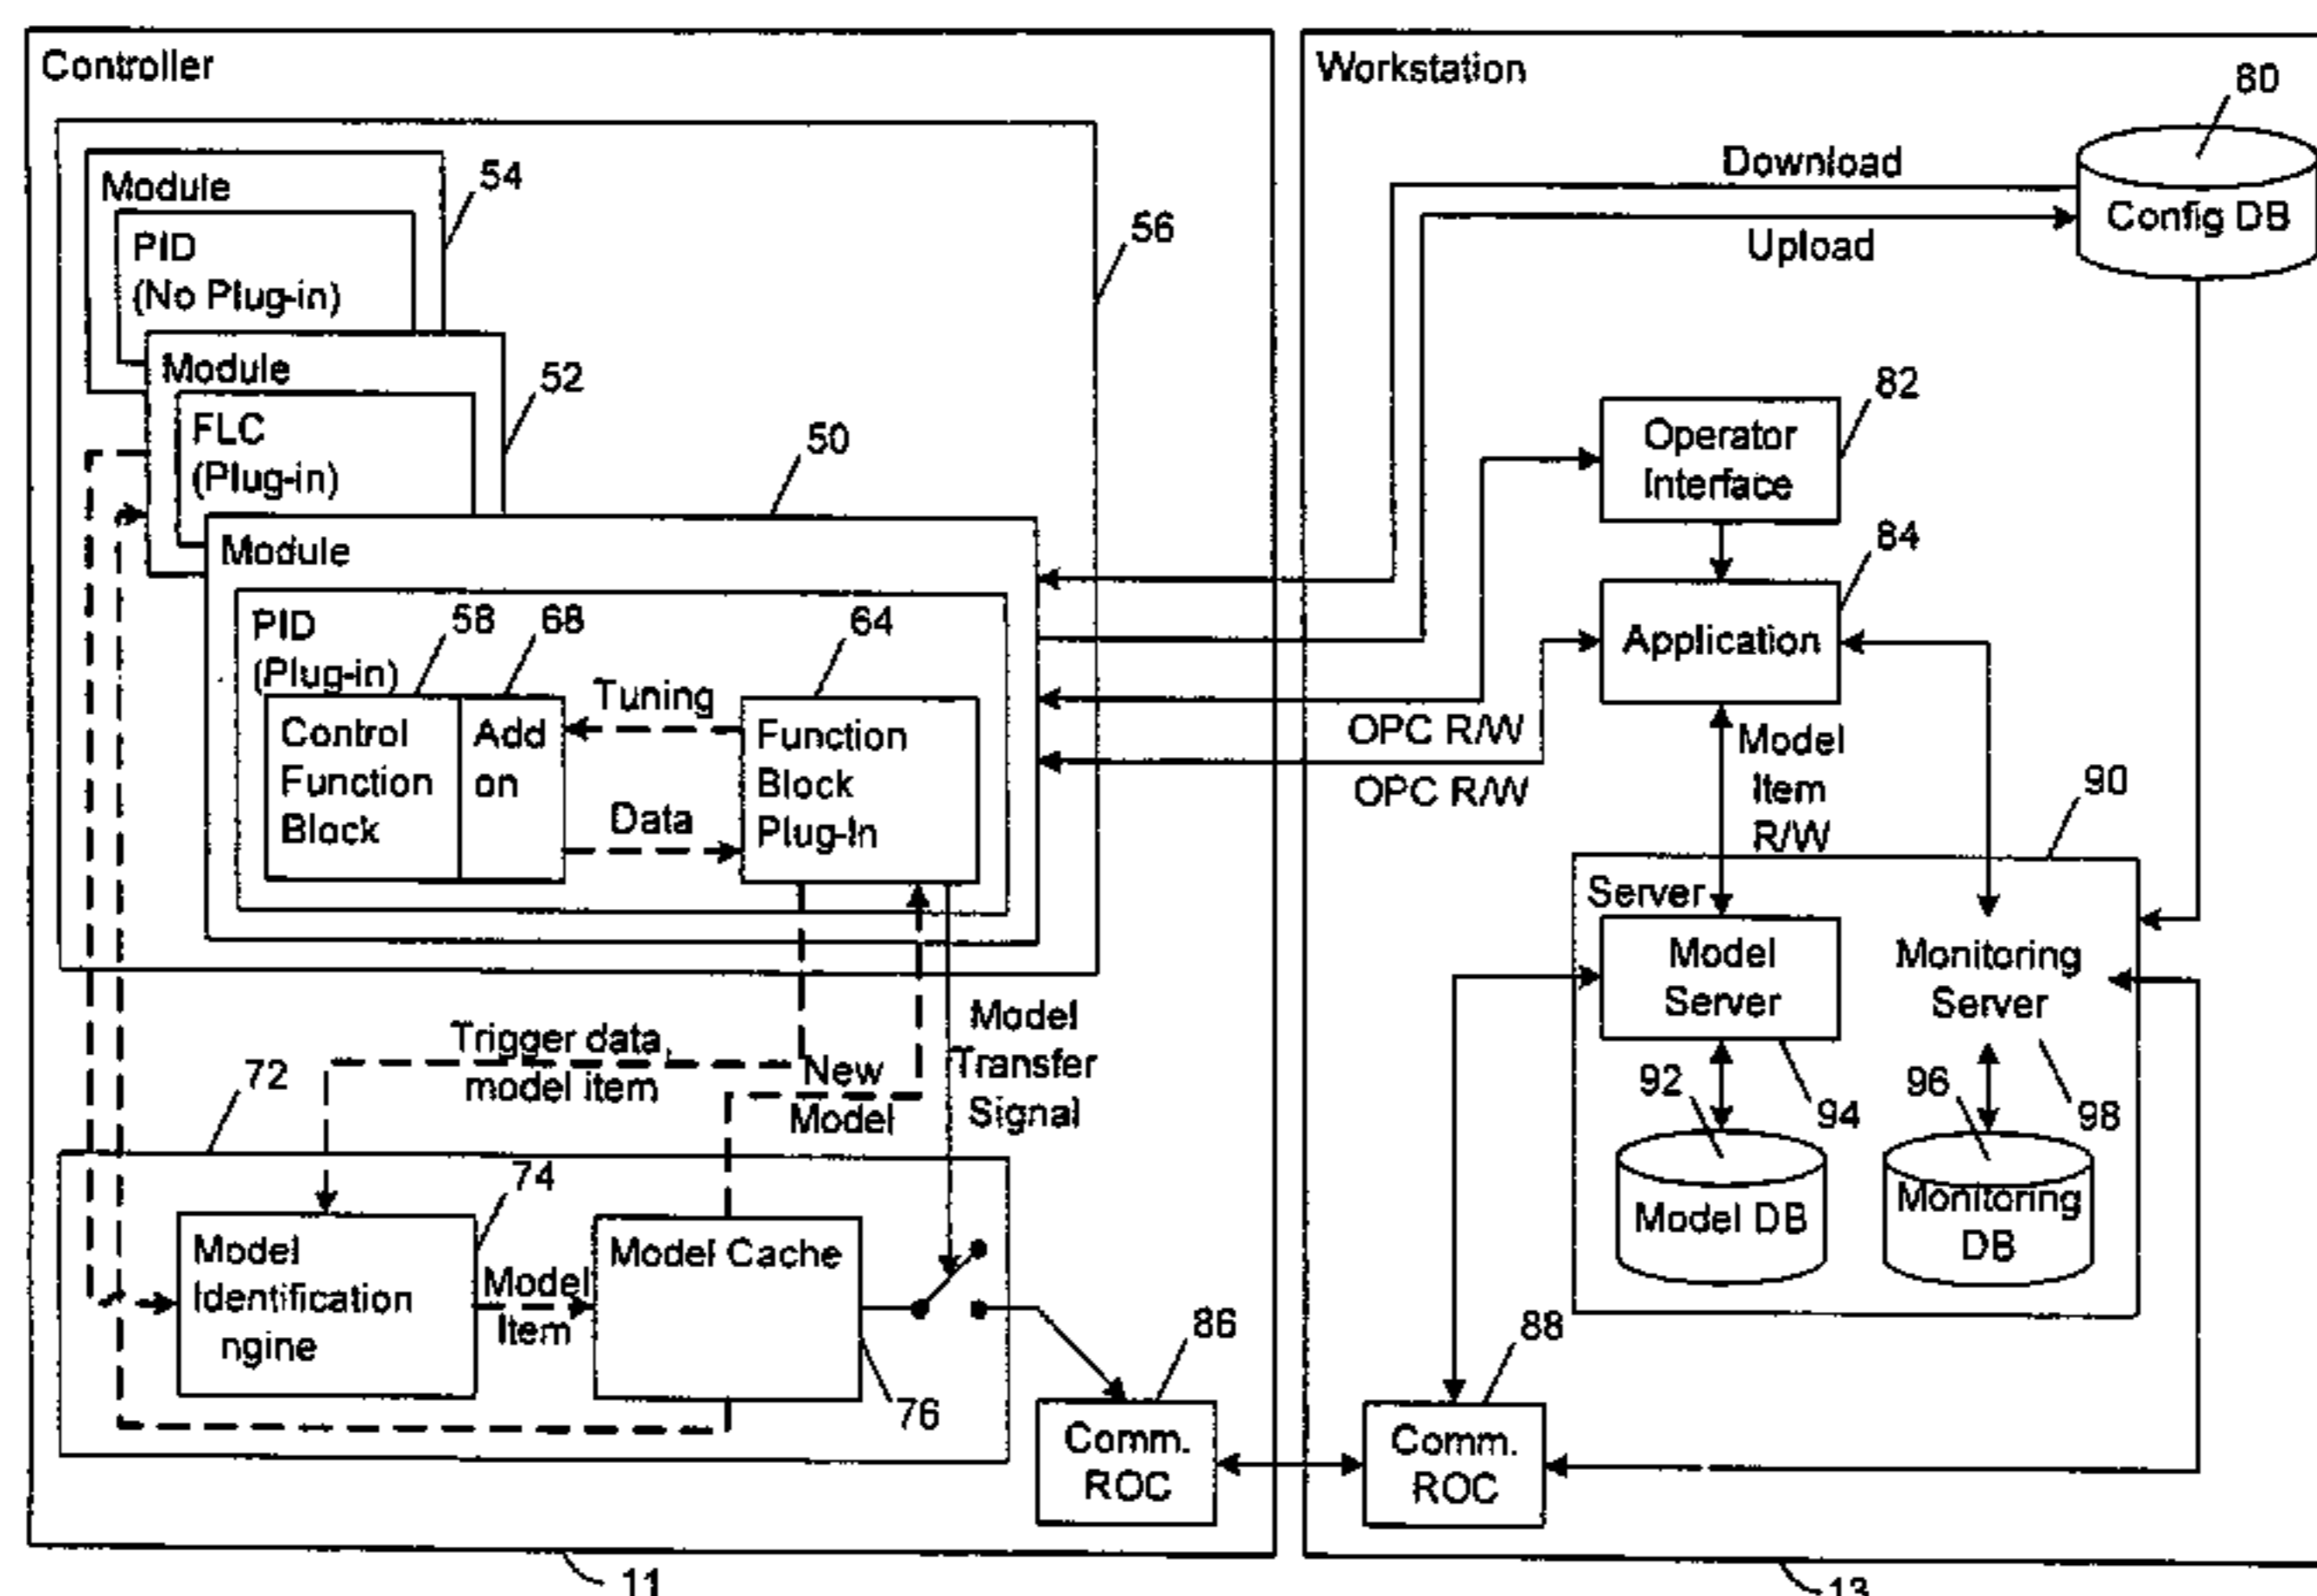 Controller
Workstation
80
Module
54
PID
(No Plug-in)
56
Download
Config DB
Upload
Module
52
FLC
(Plug-in)
50
82
Operator
Interface
Module
84
PID
(Plug-in)
58
68
64
Application
Tuning
Control
Function
Block
Add
on
Function
Block
Plug-In
Data
OPC R/W
OPC R/W
Model
Item
R/W
90
Server
Model
Server
Monitoring
Server
Trigger data,
model item
New
Model
Model
Transfer
Signal
72
92
94
96
98
74
Model DB
Monitoring
DB
Model
Identification
ngine
Model
Item
Model Cache
76
86
88
Comm.
ROC
Comm.
ROC
11
13